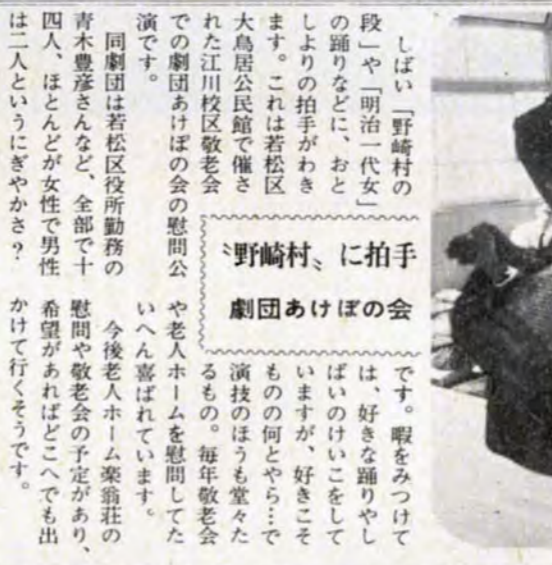 〝野崎村〟に拍手
劇団あけぼの会
しばい「野崎村の
段」や「明治一代女」
の踊りなどに、おと
しよりの拍手がわき
ます。これは若松区
大鳥居公民館で催さ
れた江川校区敬老会
での劇団あけぼの会の慰問公
演です。
同劇団は若松区役所勤務の
青木豊彦さんなど、全部で十
四人、ほとんどが女性で男性
は二人というにぎやかさ?
です。暇をみつけて
は、好きな踊りやし
ばいのけいこをして
いますが、好きこそ
ものの何とやら…で
演技のほうも堂々た
るもの。毎年敬老会
や老人ホームを慰問してた
いへん喜ばれています。
今後老人ホーム楽翁荘の
慰問や敬老会の予定があり、
希望があればどこへでも出
かけて行くそうです。